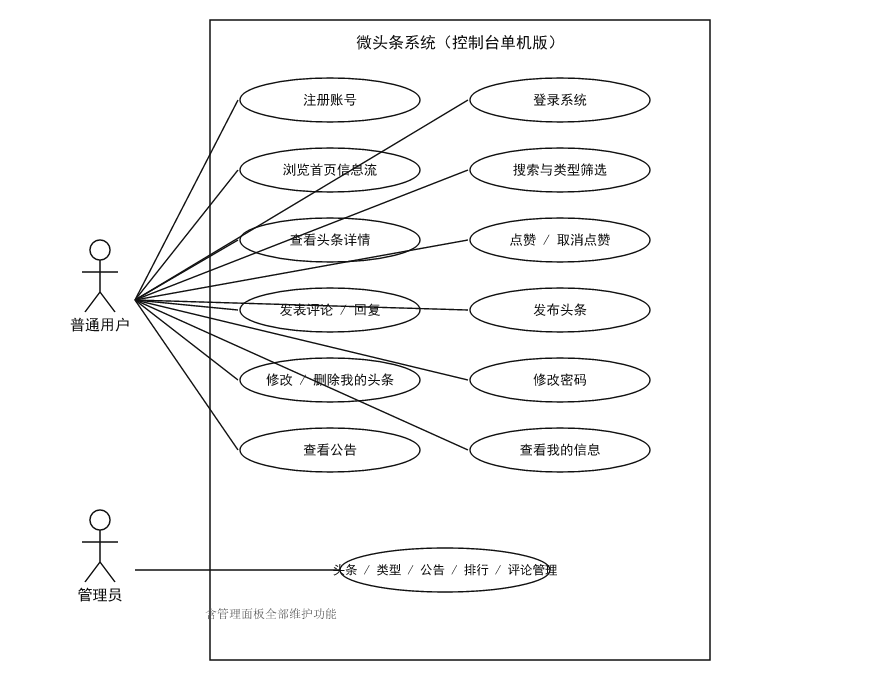 微头条系统（控制台单机版）
注册账号
登录系统
浏览首页信息流
搜索与类型筛选
查看头条详情
点赞 / 取消点赞
发表评论 / 回复
发布头条
普通用户
修改 / 删除我的头条
修改密码
查看公告
查看我的信息
头条 / 类型 / 公告 / 排行 / 评论管理
管理员
含管理面板全部维护功能